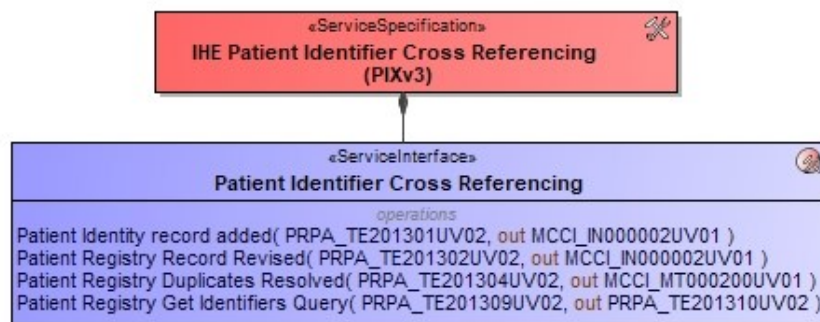 «ServiceSpecification»
IHE Patient Identifier Cross Referencing
(PIXv3)
«ServiceInterface»
Patient Identifier Cross Referencing
operations
Patient Identity record added( PRPA_TE201301UV02, out MCCI_IN000002UV01 )
Patient Registry Record Revised( PRPA_TE201302UV02, out MCCI_IN000002UV01 )
Patient Registry Duplicates Resolved( PRPA_TE201304UV02, out MCCI_MT000200UV01 )
Patient Registry Get Identifiers Query( PRPA_TE201309UV02, out PRPA_TE201310UV02 )